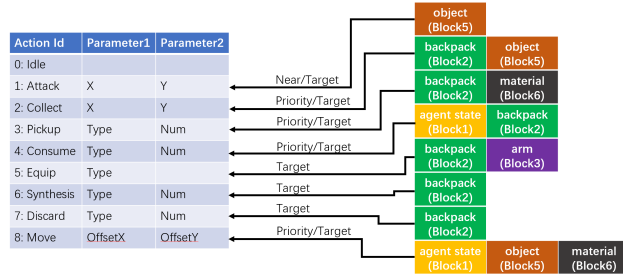 Action Id Parameter1 Parameter2
0: Idle
1: Attack X Y
2: Collect X Y
3: Pickup Type Num
4: Consume Type Num
5: Equip Type
6: Synthesis Type Num
7: Discard Type Num
8: Move OffsetX OffsetY
Near/Target
Priority/Target
Priority/Target
Priority/Target
Target
Target
Target
Priority/Target
object
(Block5)
backpack object
(Block2) (Block5)
backpack material
(Block2) (Block6)
agent state backpack
(Block1) (Block2)
backpack arm
(Block2) (Block3)
backpack
(Block2)
backpack
(Block2)
agent state object material
(Block1) (Block5) (Block6)